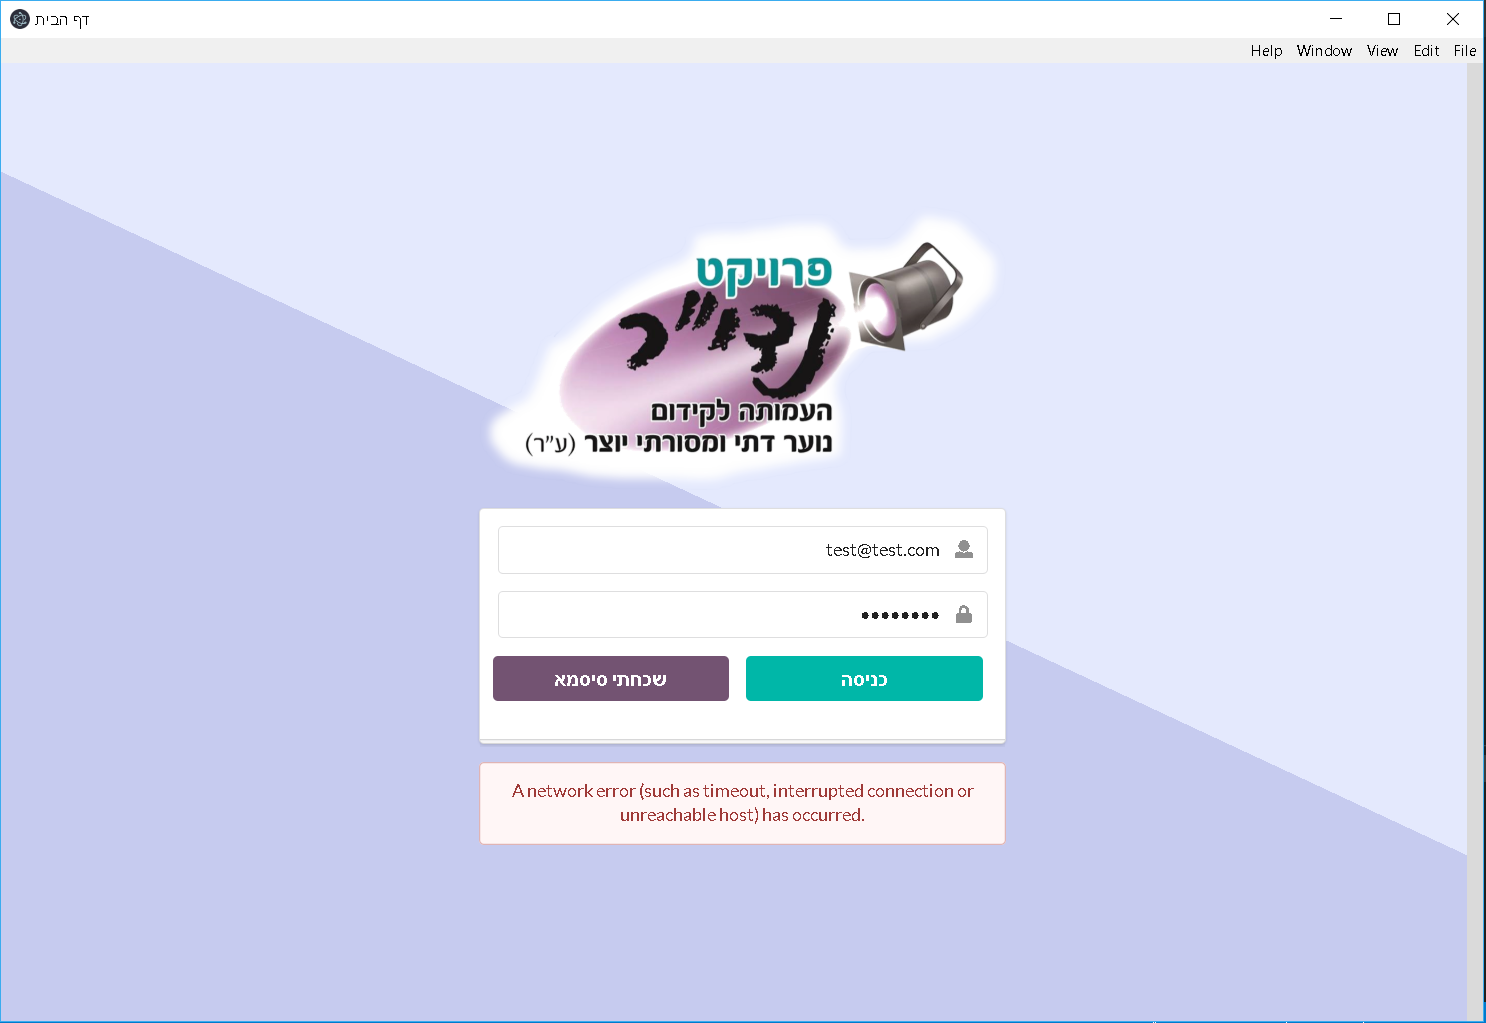 דף הבית
Help Window View Edit File
פרויקט
נדי"ר
העמותה לקידום
נוער דתי ומסורתי יוצר (ע"ר)
test@test.com
••••••••
כניסה שכחתי סיסמא
A network error (such as timeout, interrupted connection or
unreachable host) has occurred.